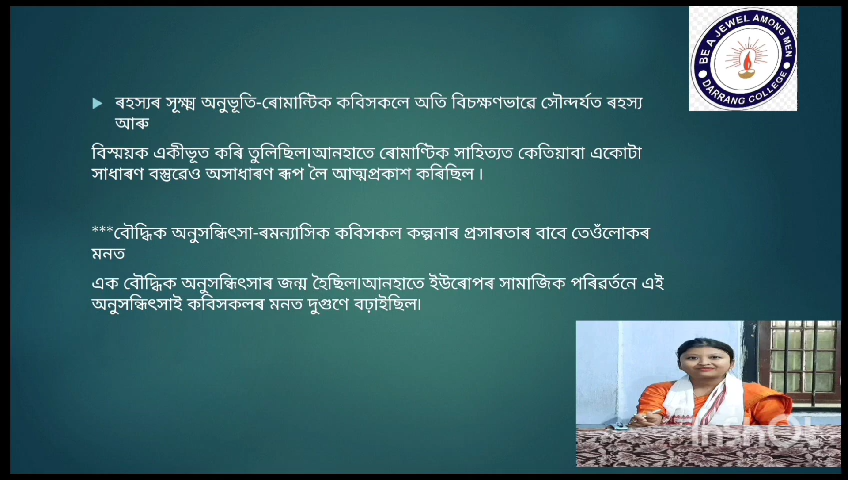 BE A JEWEL AMONG MEN
DARRANG COLLEGE
ৰহস্যৰ সূক্ষ্ম অনুভূতি-ৰোমান্টিক কবিসকলে অতি বিচক্ষণভাৱে সৌন্দৰ্যত ৰহস্য
আৰু
বিস্ময়ক একীভূত কৰি তুলিছিল।আনহাতে ৰোমাণ্টিক সাহিত্যত কেতিয়াবা একোটা
সাধাৰণ বস্তুৱেও অসাধাৰণ ৰূপ লৈ আত্মপ্ৰকাশ কৰিছিল ।
***বৌদ্ধিক অনুসন্ধিৎসা-ৰমন্যাসিক কবিসকল কল্পনাৰ প্ৰসাৰতাৰ বাবে তেওঁলোকৰ
মনত
এক বৌদ্ধিক অনুসন্ধিৎসাৰ জন্ম হৈছিল।আনহাতে ইউৰোপৰ সামাজিক পৰিৱৰ্তনে এই
অনুসন্ধিৎসাই কবিসকলৰ মনত দুগুণে বঢ়াইছিল।
InShOt